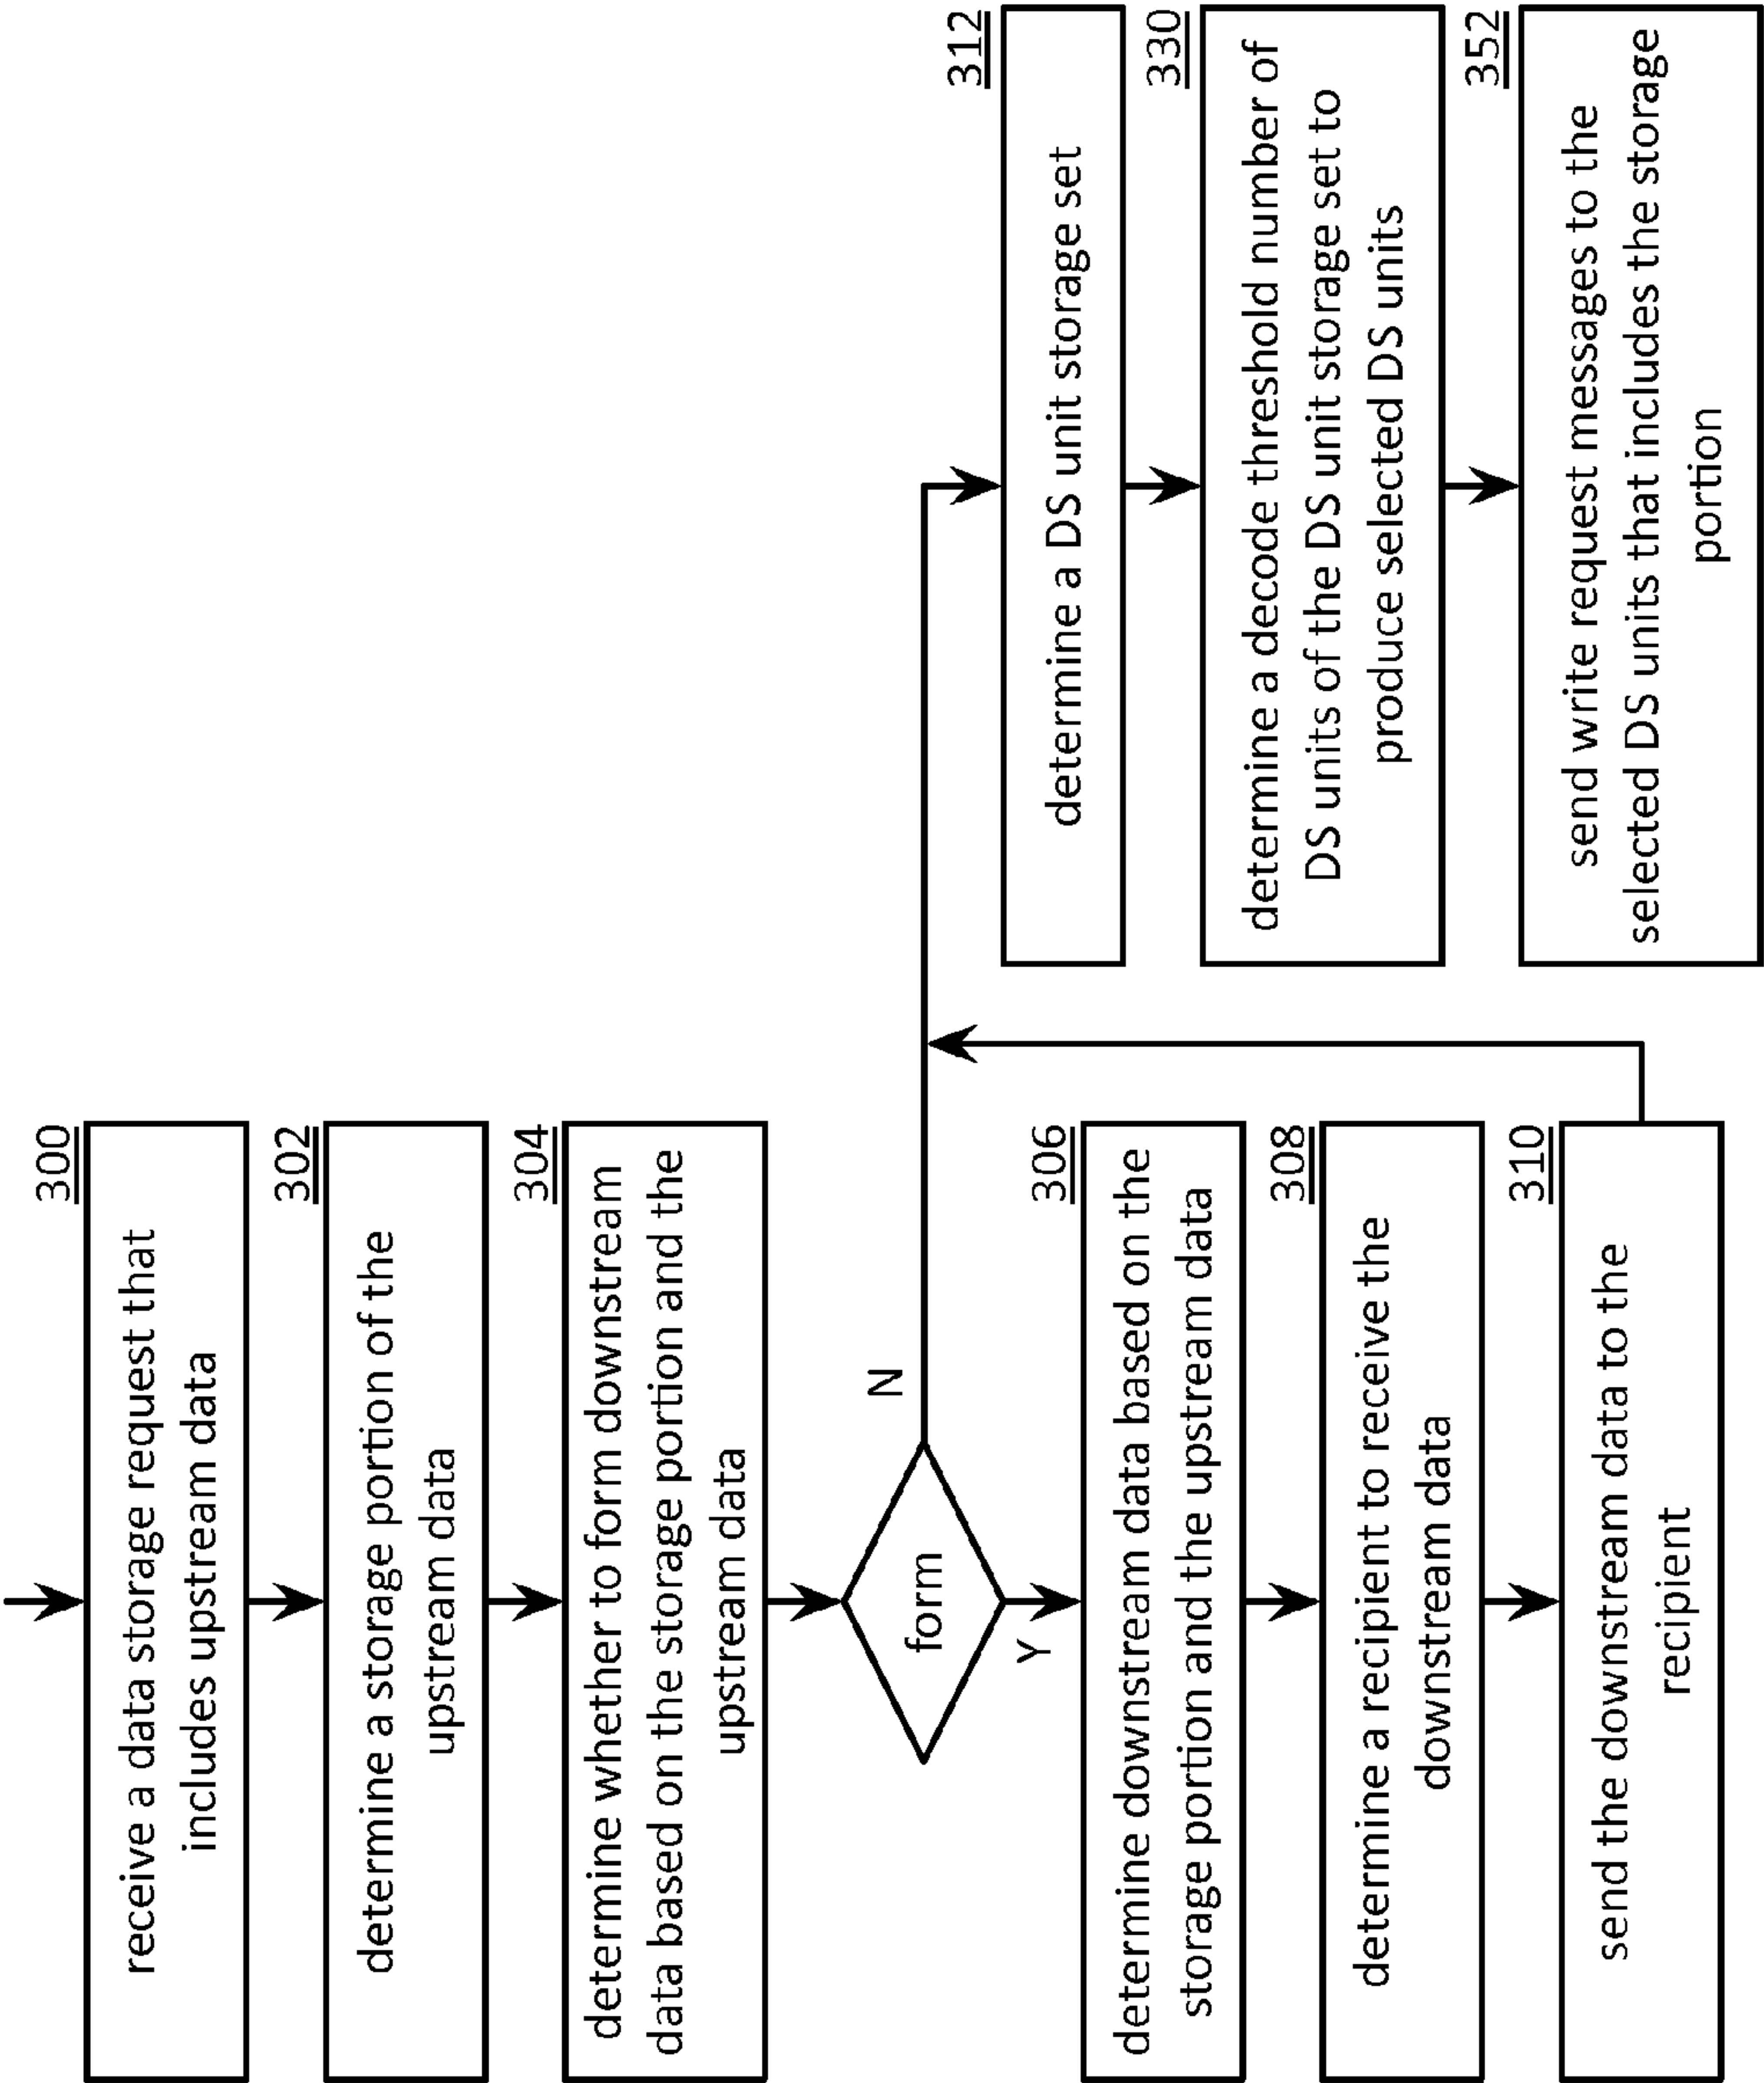 300
receive a data storage request that
includes upstream data
302
determine a storage portion of the
upstream data
304
determine whether to form downstream
data based on the storage portion and the
upstream data
form
N
Y
306
determine downstream data based on the
storage portion and the upstream data
308
determine a recipient to receive the
downstream data
310
send the downstream data to the
recipient
312
determine a DS unit storage set
330
determine a decode threshold number of
DS units of the DS unit storage set to
produce selected DS units
352
send write request messages to the
selected DS units that includes the storage
portion